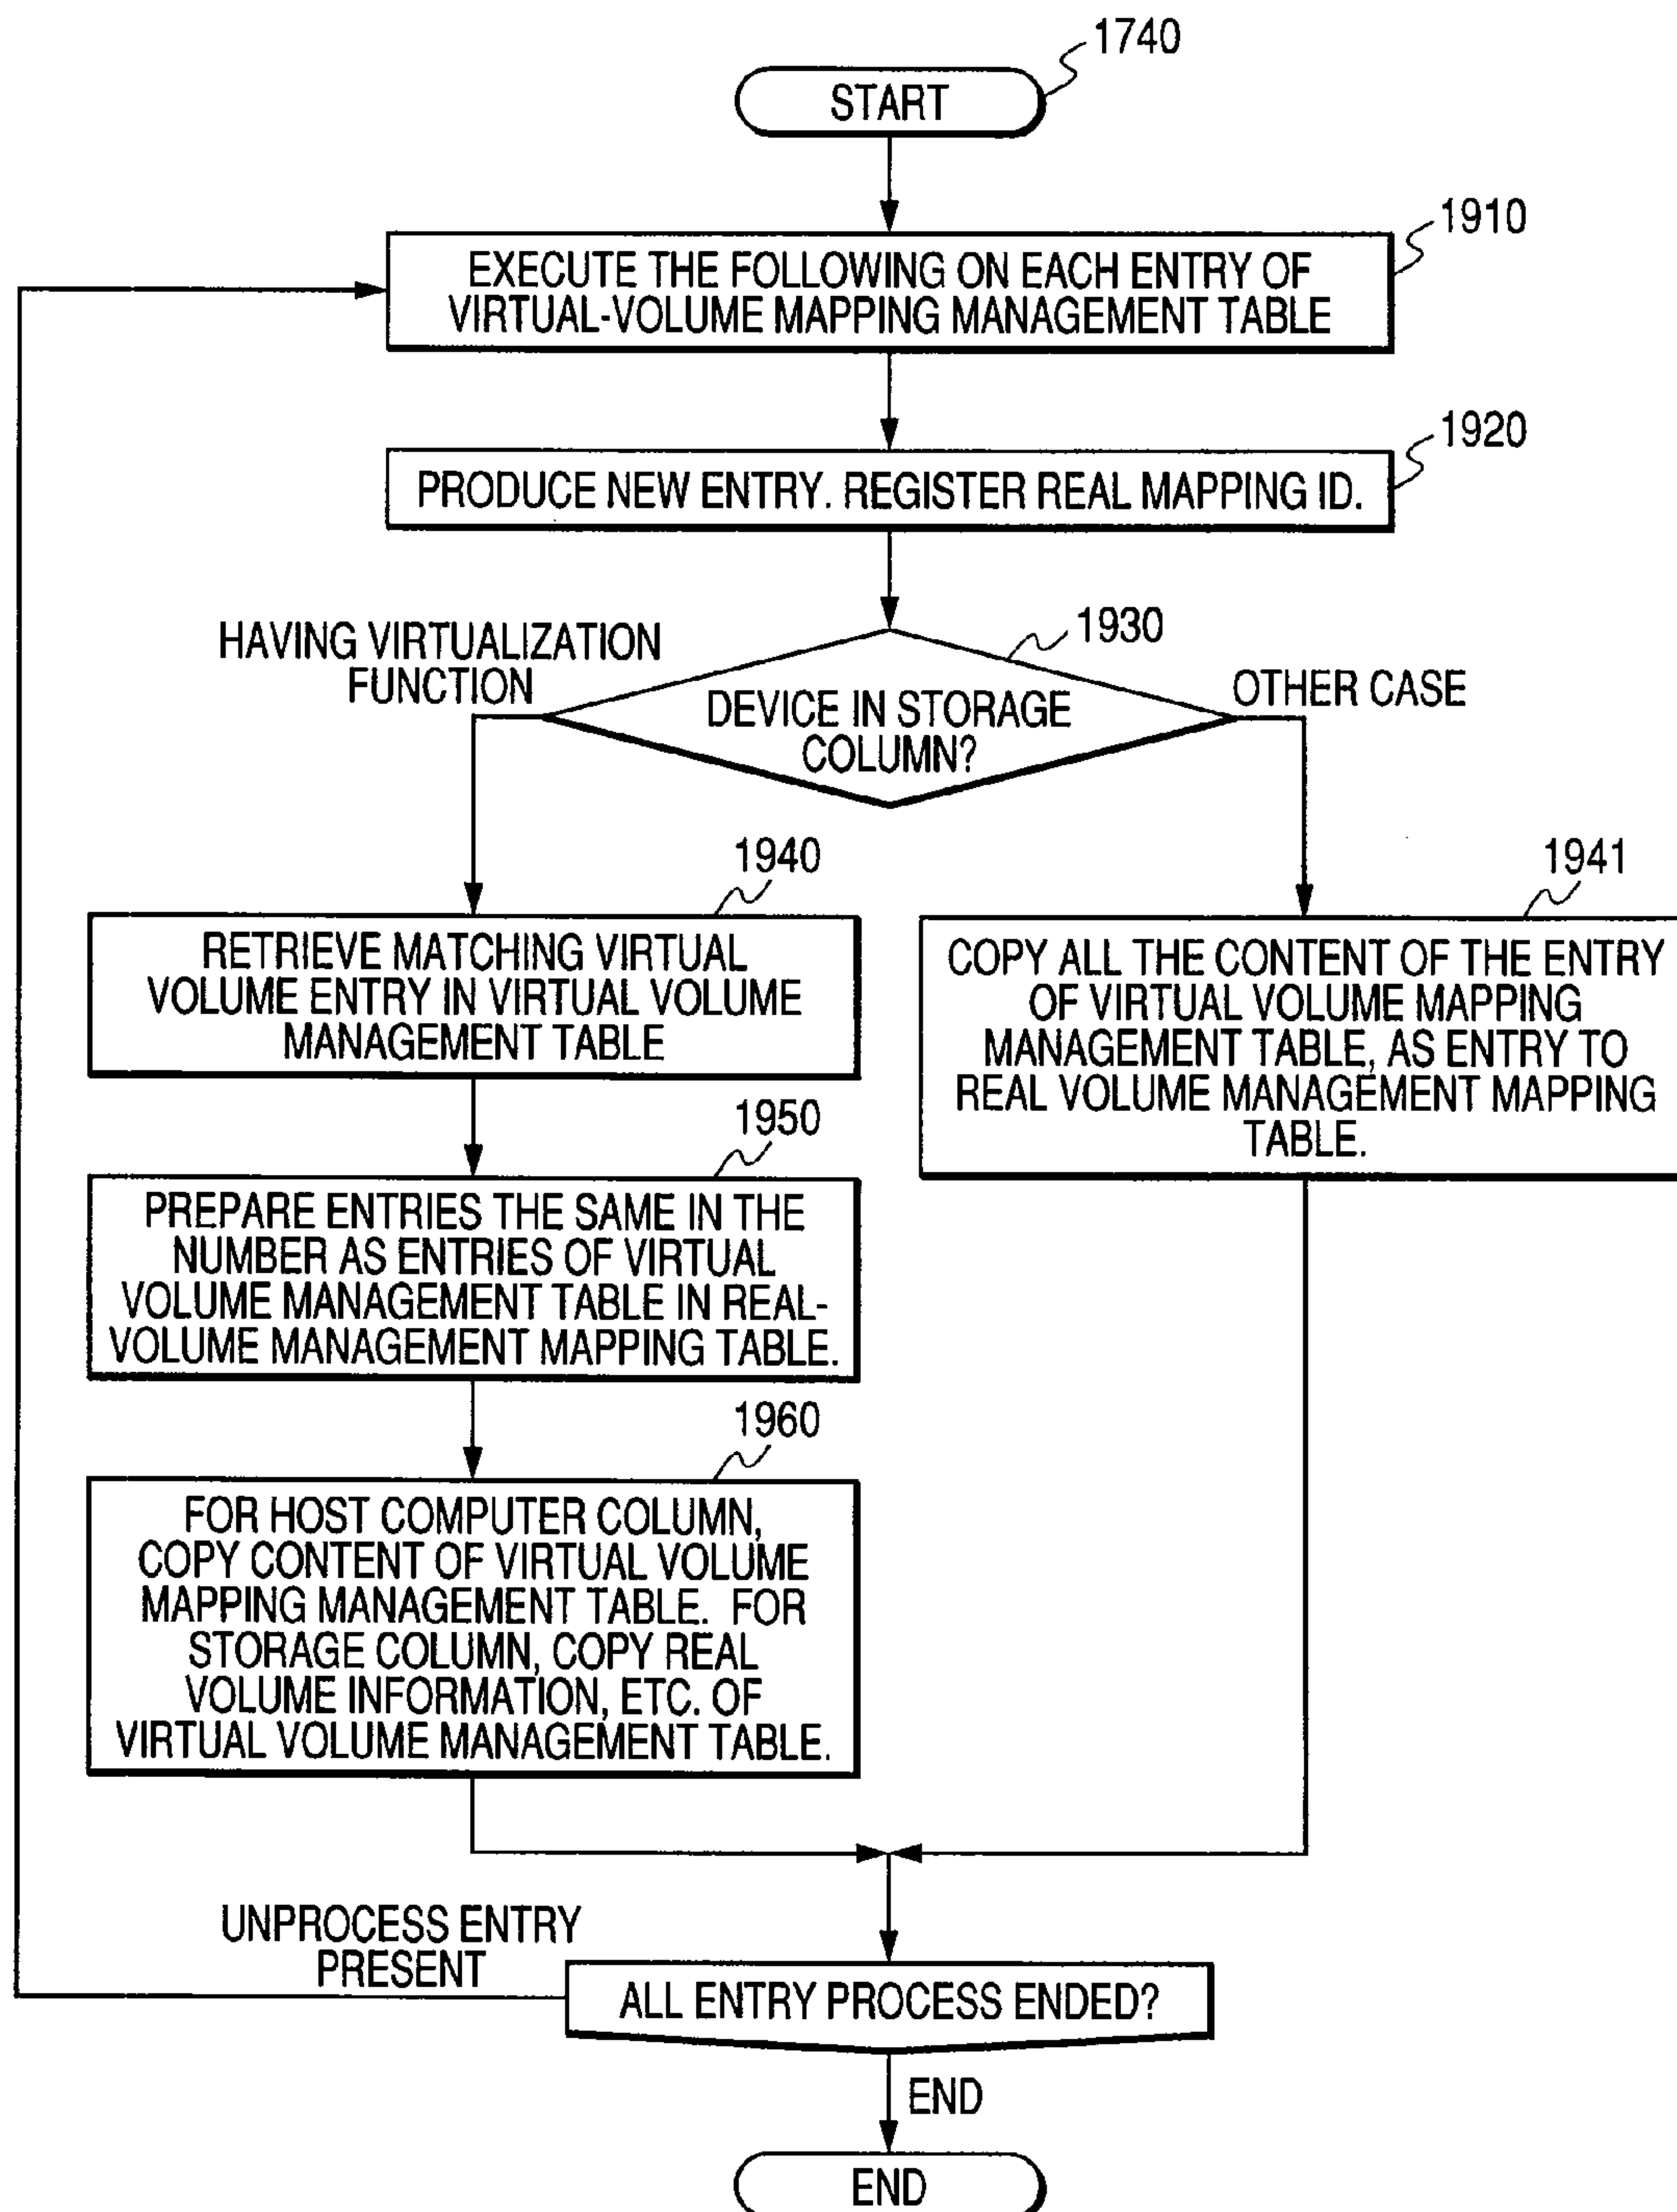 1740
START
1910
EXECUTE THE FOLLOWING ON EACH ENTRY OF
VIRTUAL-VOLUME MAPPING MANAGEMENT TABLE
1920
PRODUCE NEW ENTRY. REGISTER REAL MAPPING ID.
1930
HAVING VIRTUALIZATION
FUNCTION
DEVICE IN STORAGE
COLUMN?
OTHER CASE
1940
RETRIEVE MATCHING VIRTUAL
VOLUME ENTRY IN VIRTUAL VOLUME
MANAGEMENT TABLE
1941
COPY ALL THE CONTENT OF THE ENTRY
OF VIRTUAL VOLUME MAPPING
MANAGEMENT TABLE, AS ENTRY TO
REAL VOLUME MANAGEMENT MAPPING
TABLE.
1950
PREPARE ENTRIES THE SAME IN THE
NUMBER AS ENTRIES OF VIRTUAL
VOLUME MANAGEMENT TABLE IN REAL-
VOLUME MANAGEMENT MAPPING TABLE.
1960
FOR HOST COMPUTER COLUMN,
COPY CONTENT OF VIRTUAL VOLUME
MAPPING MANAGEMENT TABLE. FOR
STORAGE COLUMN, COPY REAL
VOLUME INFORMATION, ETC. OF
VIRTUAL VOLUME MANAGEMENT TABLE.
UNPROCESS ENTRY
PRESENT
ALL ENTRY PROCESS ENDED?
END
END